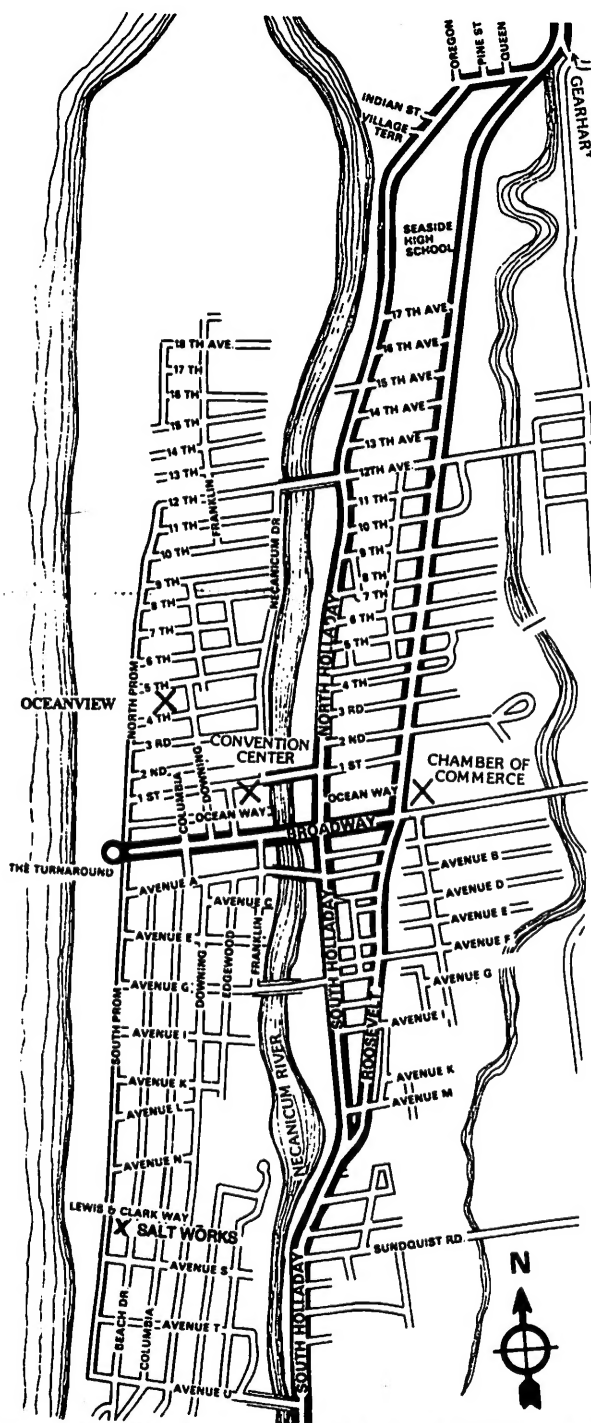 OREGON
PINE ST
QUEEN
GEARHART
INDIAN ST.
VILLAGE
TERR
SEASIDE
HIGH
SCHOOL
17 TH AVE.
16 TH AVE.
15 TH AVE.
14 TH AVE.
13 TH AVE.
12TH AVE.
11 TH
10 TH
9 TH
8 TH
7 TH
6 TH
5 TH
4 TH
3 RD
2 ND
1 ST
OCEAN WAY
18 TH AVE.
17 TH
16 TH
15 TH
14 TH
13 TH
12 TH
11 TH
10 TH
9 TH
8 TH
7 TH
6 TH
5 TH
4 TH
3 RD
2 ND
1 ST
FRANKLIN
NECANICUM DR
NORTH HOLLADAY
NORTH PROM
OCEANVIEW
X
CONVENTION
CENTER
X
CHAMBER OF
COMMERCE
X
COLUMBIA
DOWNING
OCEAN WAY
BROADWAY
THE TURNAROUND
AVENUE A
AVENUE C
AVENUE E
AVENUE G
AVENUE I
AVENUE K
AVENUE L
AVENUE N
DOWNING
EDGEWOOD
FRANKLIN
SOUTH PROM
SOUTH HOLLADAY
ROOSEVELT
AVENUE B
AVENUE D
AVENUE E
AVENUE F
AVENUE G
AVENUE I
AVENUE K
AVENUE M
NECANICUM RIVER
LEWIS & CLARK WAY
X SALT WORKS
AVENUE S
BEACH DR
COLUMBIA
AVENUE T
AVENUE U
SOUTH HOLLADAY
SUNDQUIST RD.
N